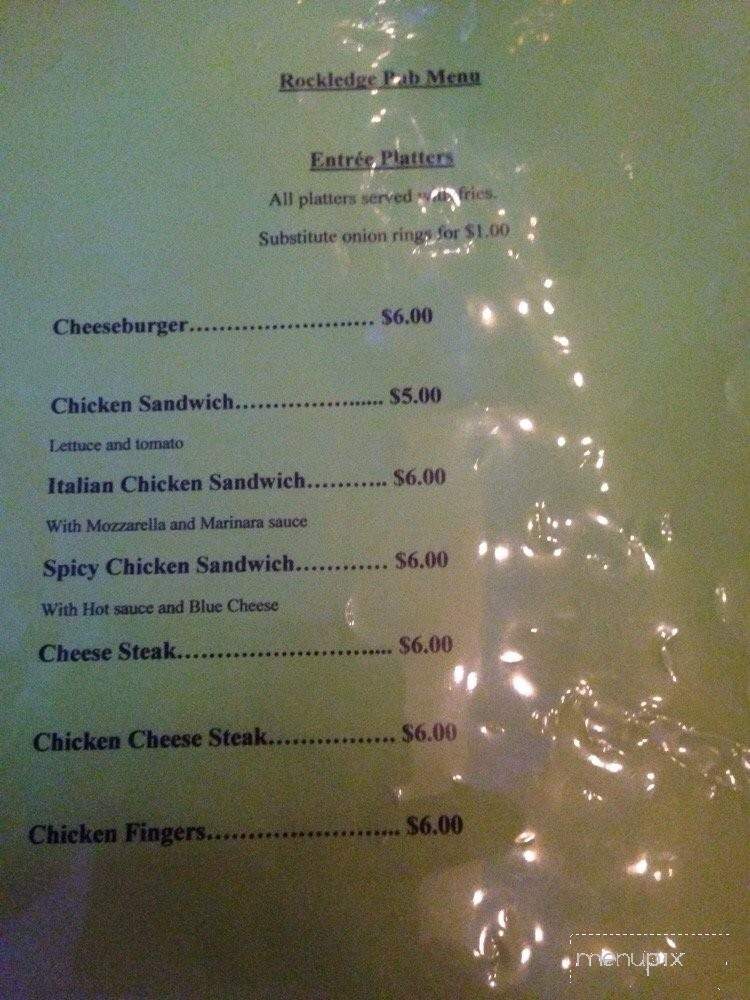 Rockledge Pub Menu
Entrée Platters
All platters served with fries.
Substitute onion rings for $1.00
Cheeseburger........................ $6.00
Chicken Sandwich...................... $5.00
Lettuce and tomato
Italian Chicken Sandwich........... $6.00
With Mozzarella and Marinara sauce
Spicy Chicken Sandwich............ $6.00
With Hot sauce and Blue Cheese
Cheese Steak........................... $6.00
Chicken Cheese Steak................ $6.00
Chicken Fingers........................ $6.00
menupix